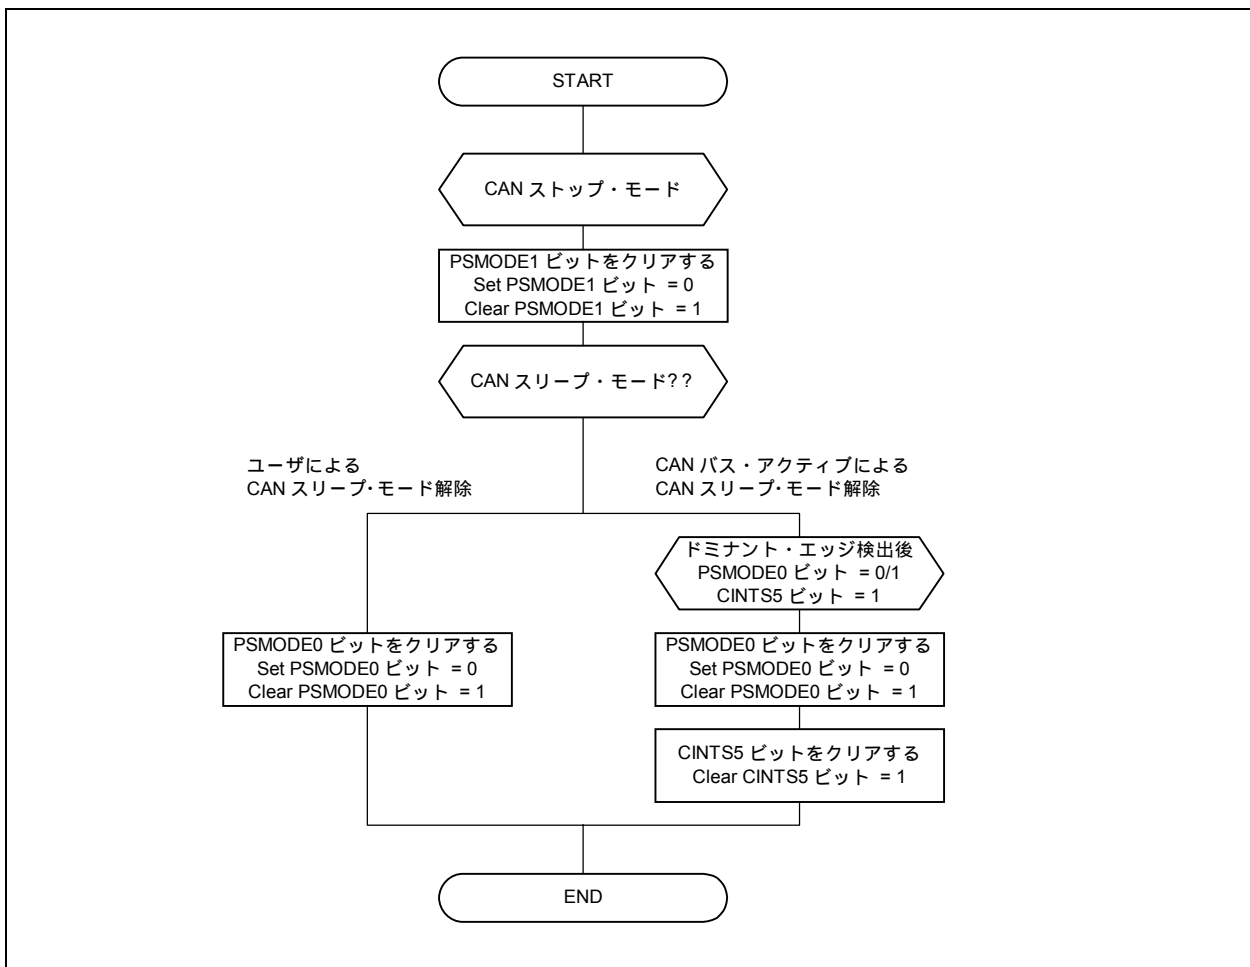 START
CAN ストップ・モード
PSMODE1 ビットをクリアする
Set PSMODE1 ビット = 0
Clear PSMODE1 ビット = 1
CAN スリープ・モード??
ユーザによる
CAN スリープ・モード解除
CAN バス・アクティブによる
CAN スリープ・モード解除
ドミナント・エッジ検出後
PSMODE0 ビット = 0/1
CINTS5 ビット = 1
PSMODE0 ビットをクリアする
Set PSMODE0 ビット = 0
Clear PSMODE0 ビット = 1
PSMODE0 ビットをクリアする
Set PSMODE0 ビット = 0
Clear PSMODE0 ビット = 1
CINTS5 ビットをクリアする
Clear CINTS5 ビット = 1
END